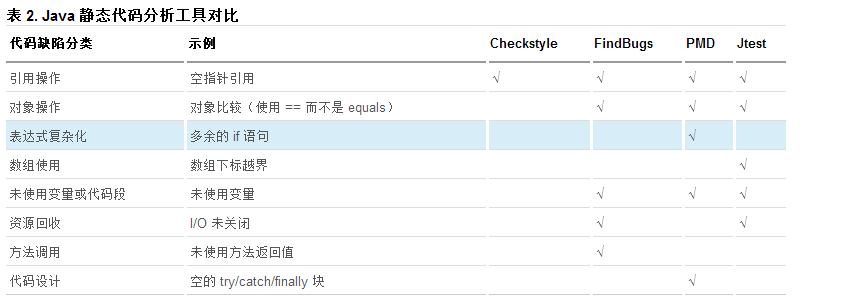 表 2. Java 静态代码分析工具对比
代码缺陷分类 示例 Checkstyle FindBugs PMD Jtest
引用操作 空指针引用 √ √ √ √
对象操作 对象比较（使用 == 而不是 equals） √ √ √
表达式复杂化 多余的 if 语句 √
数组使用 数组下标越界 √
未使用变量或代码段 未使用变量 √ √ √
资源回收 I/O 未关闭 √ √
方法调用 未使用方法返回值 √
代码设计 空的 try/catch/finally 块 √